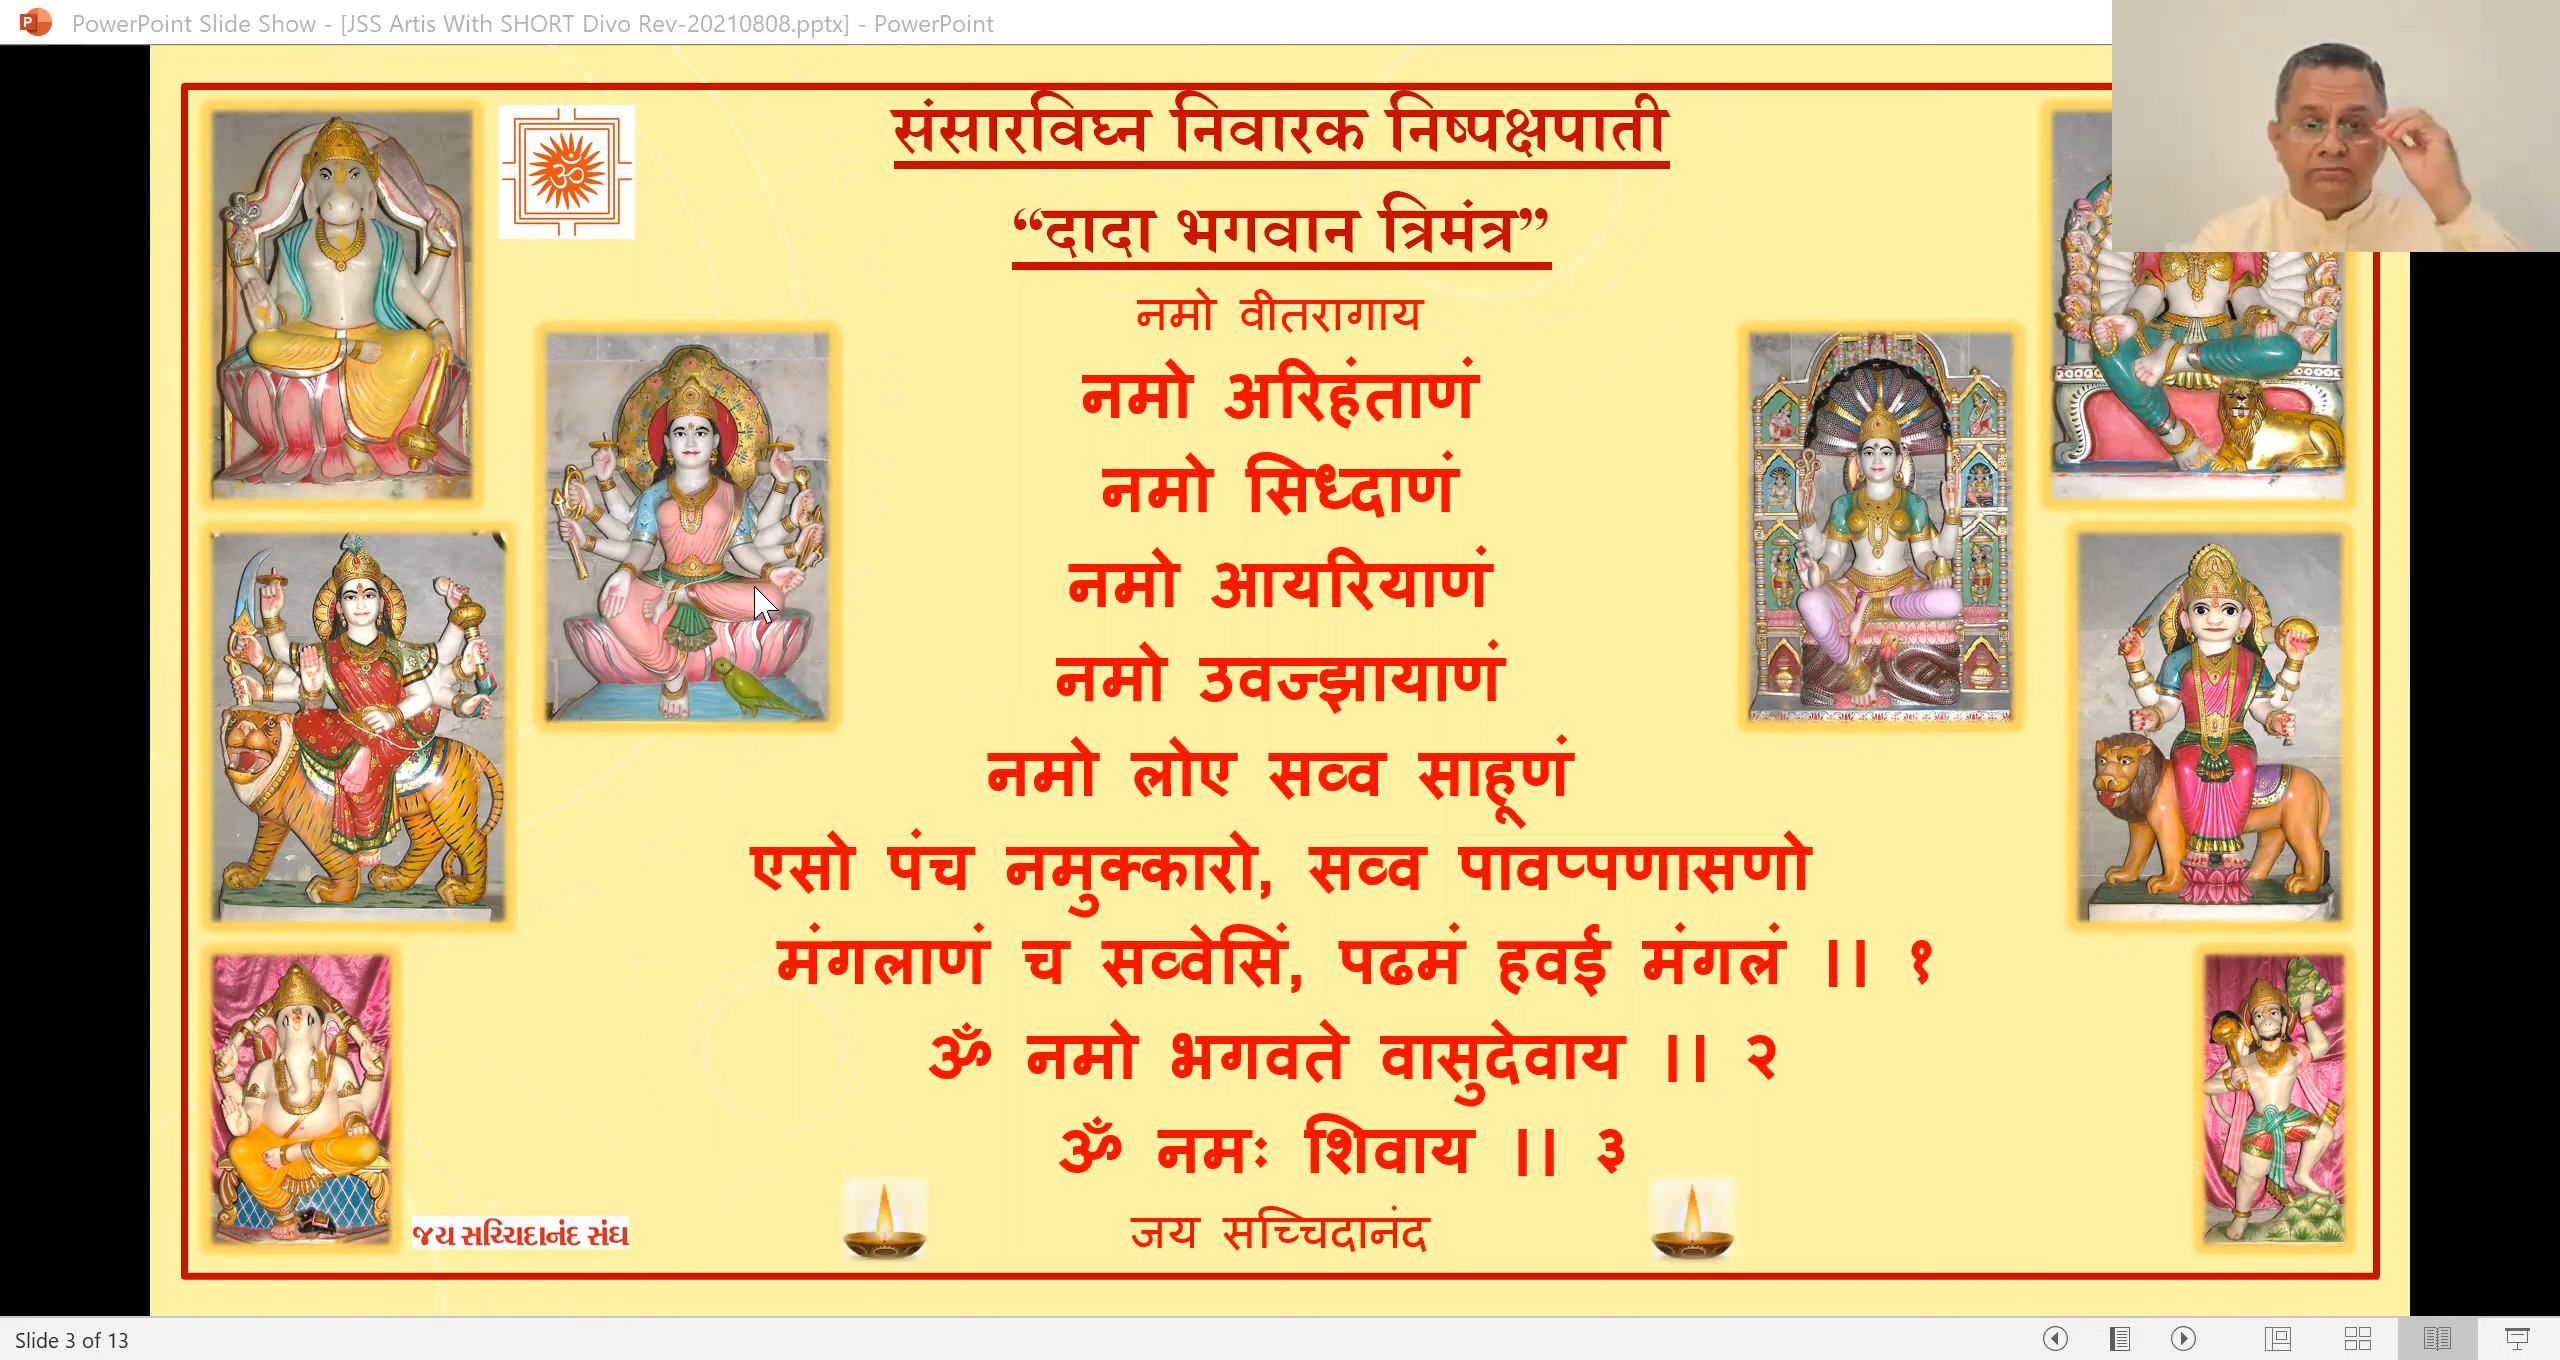 PowerPoint Slide Show - [JSS Artis With SHORT Divo Rev-20210808.pptx] - PowerPoint
संसारविघ्न निवारक निष्पक्षपाती
“दादा भगवान त्रिमंत्र”
नमो वीतरागाय
नमो अरिहंताणं
नमो सिध्दाणं
नमो आयरियाणं
नमो उवज्झायाणं
नमो लोए सव्व साहूणं
एसो पंच नमुक्कारो, सव्व पावप्पणासणो
मंगलाणं च सव्वेसिं, पढमं हवई मंगलं ।। १
ॐ नमो भगवते वासुदेवाय ।। २
ॐ नमः शिवाय ।। ३
जय सच्चिदानंद
જય સચ્ચિદાનંદ સંઘ
Slide 3 of 13